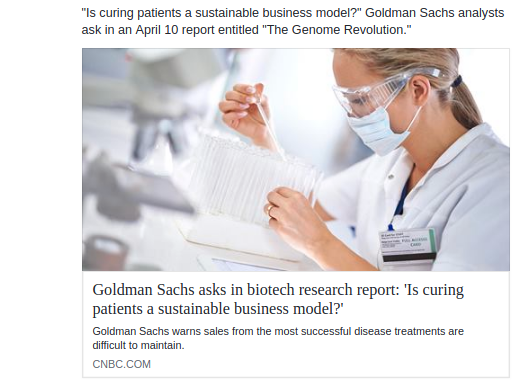 "Is curing patients a sustainable business model?" Goldman Sachs analysts
ask in an April 10 report entitled "The Genome Revolution."
Goldman Sachs asks in biotech research report: 'Is curing
patients a sustainable business model?'
Goldman Sachs warns sales from the most successful disease treatments are
difficult to maintain.
CNBC.COM